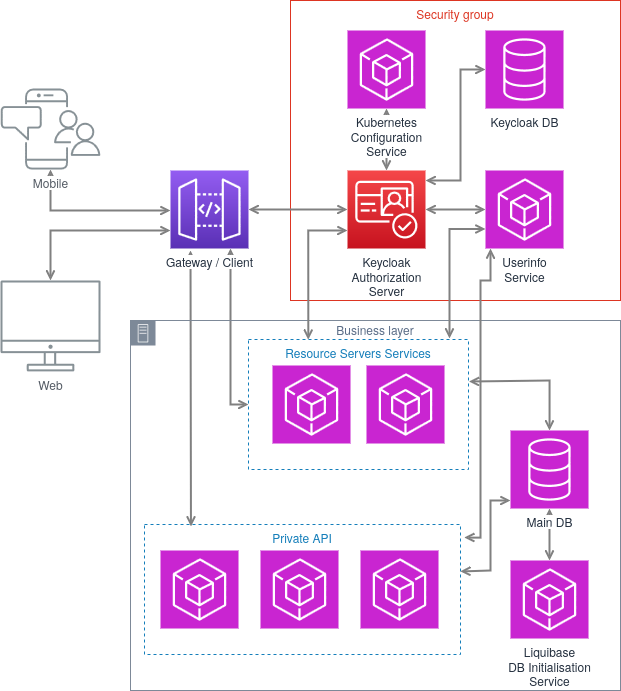 Security group
Kubernetes
Configuration
Service
Keycloak DB
Mobile
Gateway / Client
Keycloak
Authorization
Server
Userinfo
Service
Web
Business layer
Resource Servers Services
Main DB
Private API
Liquibase
DB Initialisation
Service